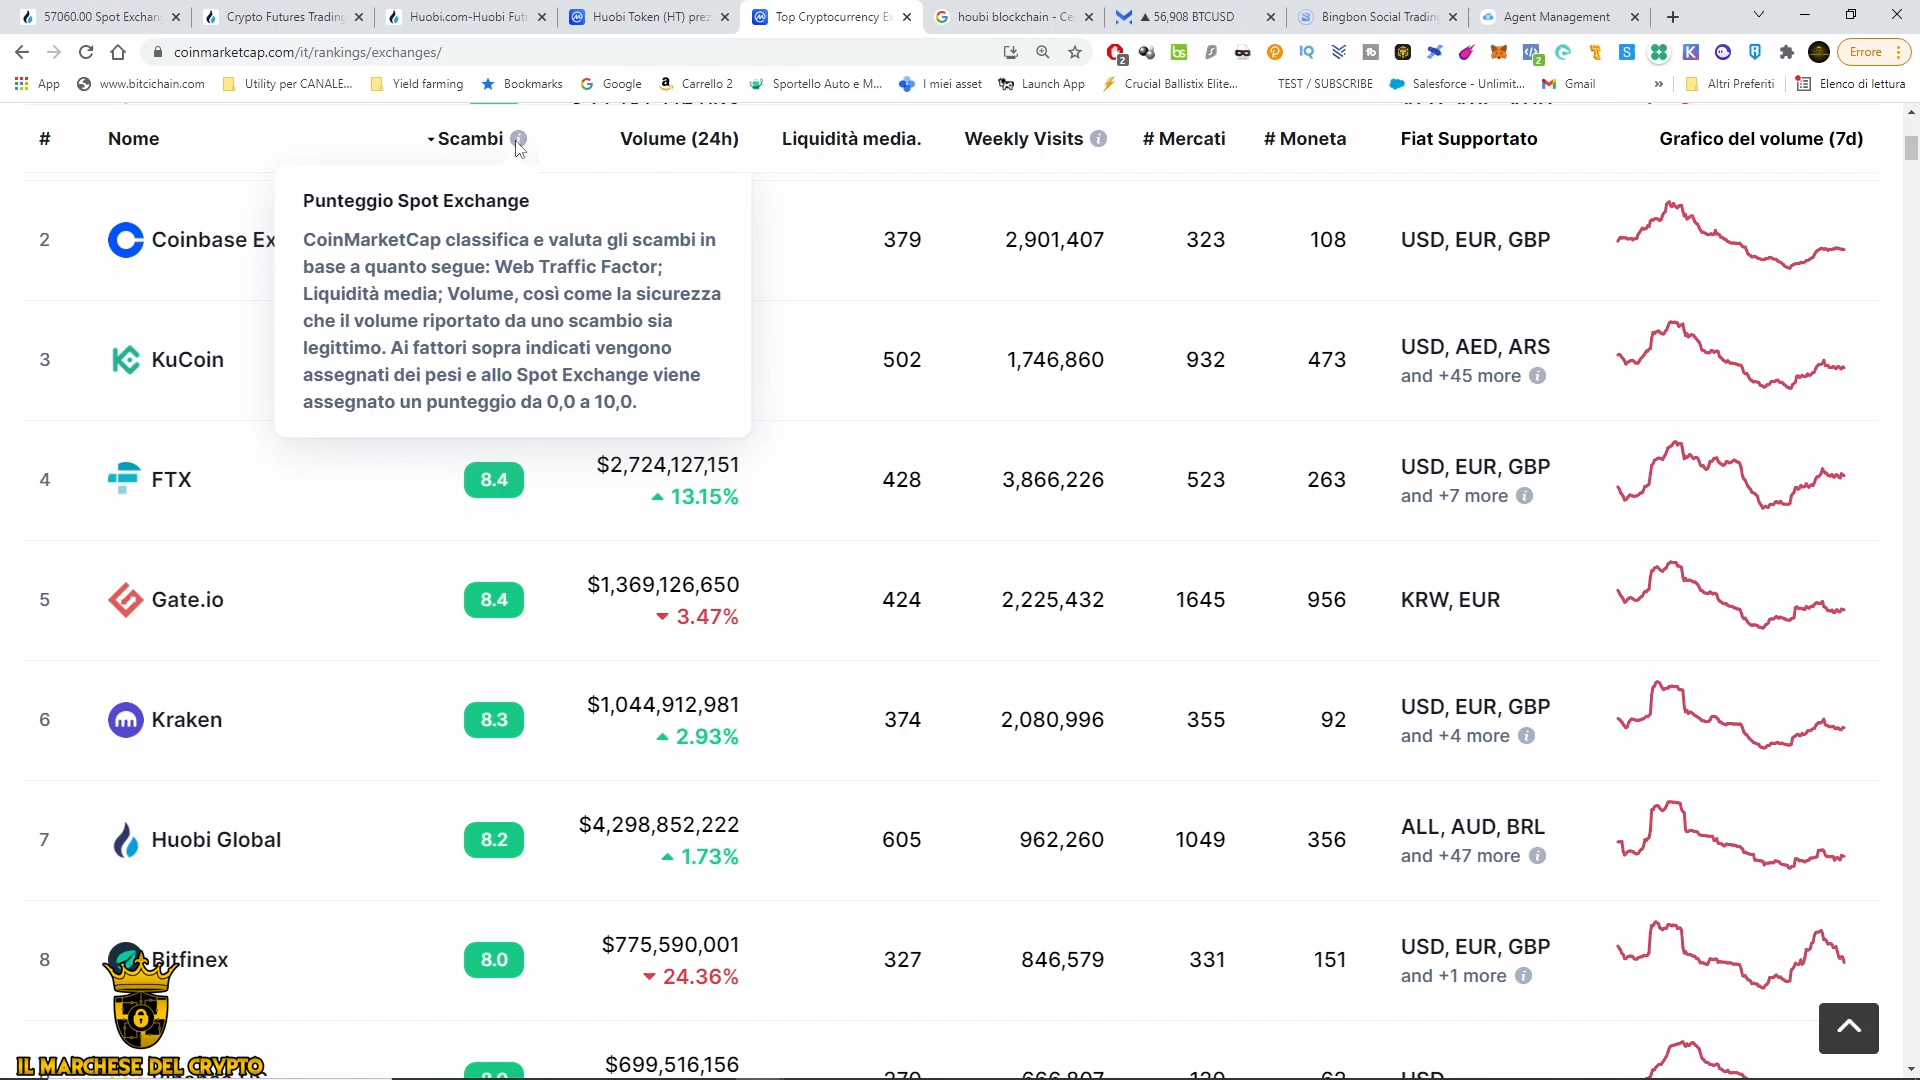 57060.00 Spot Exchan
Crypto Futures Trading
Huobi.com-Huobi Fut
Huobi Token (HT) prez
Top Cryptocurrency Ex
houbi blockchain - Ce
▲ 56,908 BTCUSD
Bingbon Social Trading
Agent Management
coinmarketcap.com/it/rankings/exchanges/
Errore
App
www.bitcichain.com
Utility per CANALE...
Yield farming
Bookmarks
Google
Carrello 2
Sportello Auto e M...
I miei asset
Launch App
Crucial Ballistix Elite...
TEST / SUBSCRIBE
Salesforce - Unlimit...
Gmail
»
Altri Preferiti
Elenco di lettura
# Nome Scambi Volume (24h) Liquidità media. Weekly Visits # Mercati # Moneta Fiat Supportato Grafico del volume (7d)
Punteggio Spot Exchange
CoinMarketCap classifica e valuta gli scambi in
base a quanto segue: Web Traffic Factor;
Liquidità media; Volume, così come la sicurezza
che il volume riportato da uno scambio sia
legittimo. Ai fattori sopra indicati vengono
assegnati dei pesi e allo Spot Exchange viene
assegnato un punteggio da 0,0 a 10,0.
2 Coinbase Ex 379 2,901,407 323 108 USD, EUR, GBP
3 KuCoin 502 1,746,860 932 473 USD, AED, ARS
and +45 more
4 FTX 8.4 $2,724,127,151 428 3,866,226 523 263 USD, EUR, GBP
13.15% and +7 more
5 Gate.io 8.4 $1,369,126,650 424 2,225,432 1645 956 KRW, EUR
3.47%
6 Kraken 8.3 $1,044,912,981 374 2,080,996 355 92 USD, EUR, GBP
2.93% and +4 more
7 Huobi Global 8.2 $4,298,852,222 605 962,260 1049 356 ALL, AUD, BRL
1.73% and +47 more
8 Bitfinex 8.0 $775,590,001 327 846,579 331 151 USD, EUR, GBP
24.36% and +1 more
$699,516,156
IL MARCHESE DEL CRYPTO